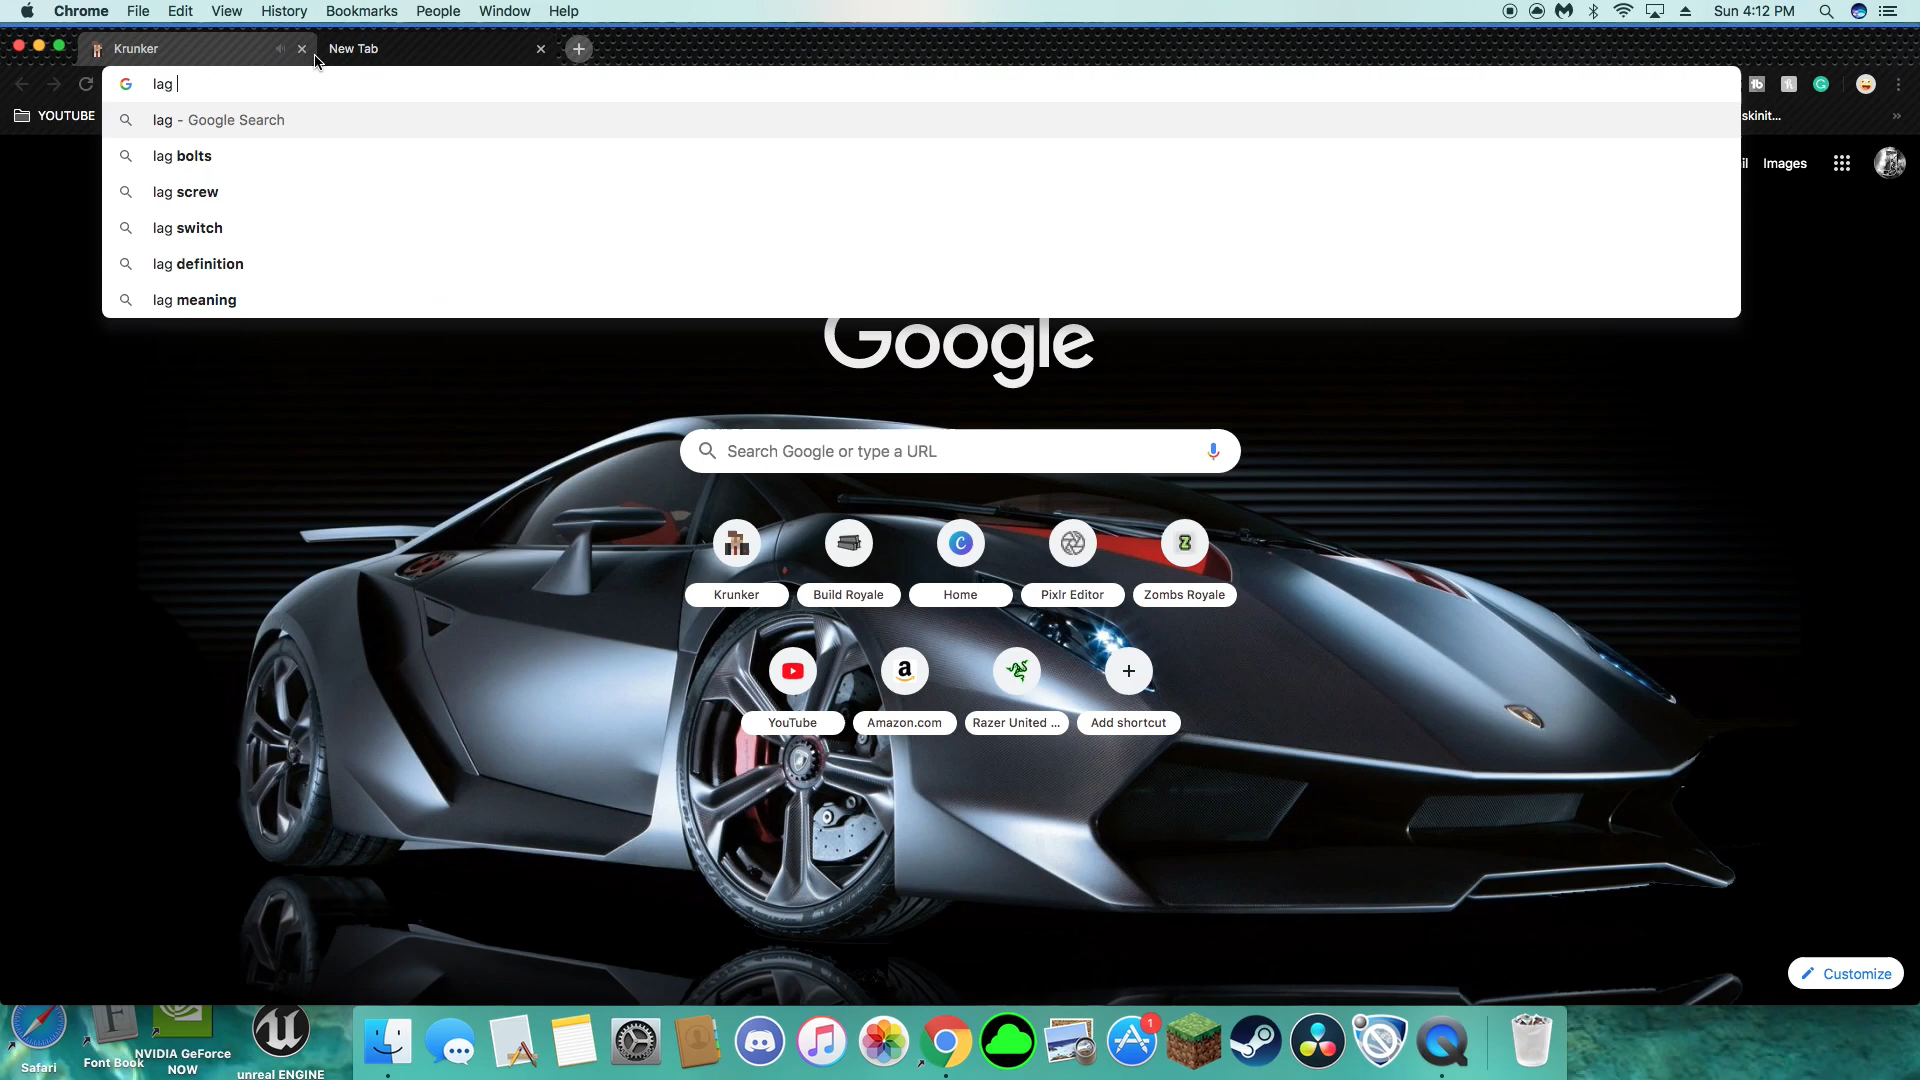 Chrome File Edit View History Bookmarks People Window Help Sun 4:12 PM
Krunker New Tab
lag
YOUTUBE skinit... »
lag - Google Search
lag bolts
il Images
lag screw
lag switch
lag definition
lag meaning
Google
Search Google or type a URL
Krunker Build Royale Home Pixlr Editor Zombs Royale
YouTube Amazon.com Razer United ... Add shortcut
Customize
1
Safari Font Book NVIDIA GeForce NOW unreal ENGINE